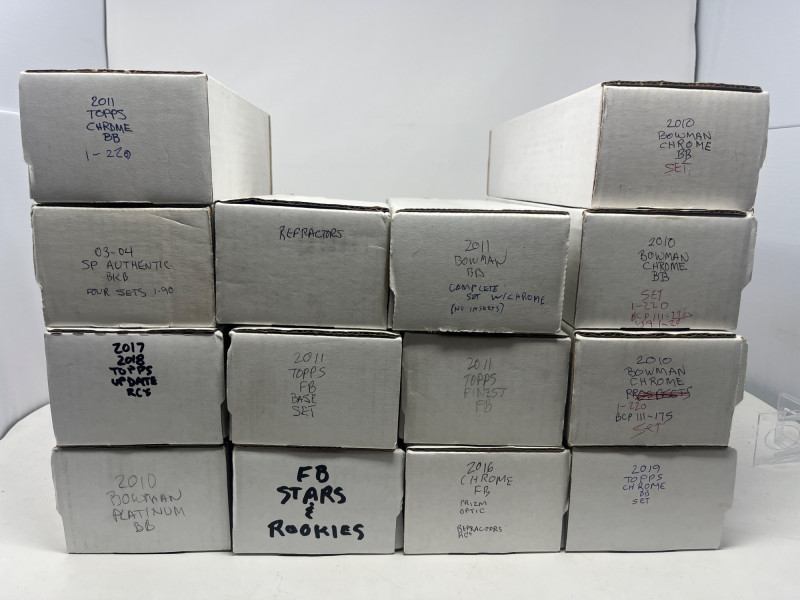 2011
TOPPS
CHROME
BB
1-220
2010
BOWMAN
CHROME
BB
SET
03-04
SP AUTHENTIC
BKB
FOUR SETS 1-90
REFRACTORS
2011
BOWMAN
BB
COMPLETE
SET W/CHROME
(NO INSERTS)
2010
BOWMAN
CHROME
BB
SET
1-220
2017
2018
TOPPS
UPDATE
RCs
2011
TOPPS
FB
BASE
SET
2011
TOPPS
FINEST
FB
2010
BOWMAN
CHROME
PROSPECTS
1-220
BCP 111-175
SET
2010
BOWMAN
PLATINUM
BB
FB
STARS
&
ROOKIES
2016
CHROME
FB
PRIZM
OPTIC
REFRACTORS
2019
TOPPS
CHROME
BB
SET